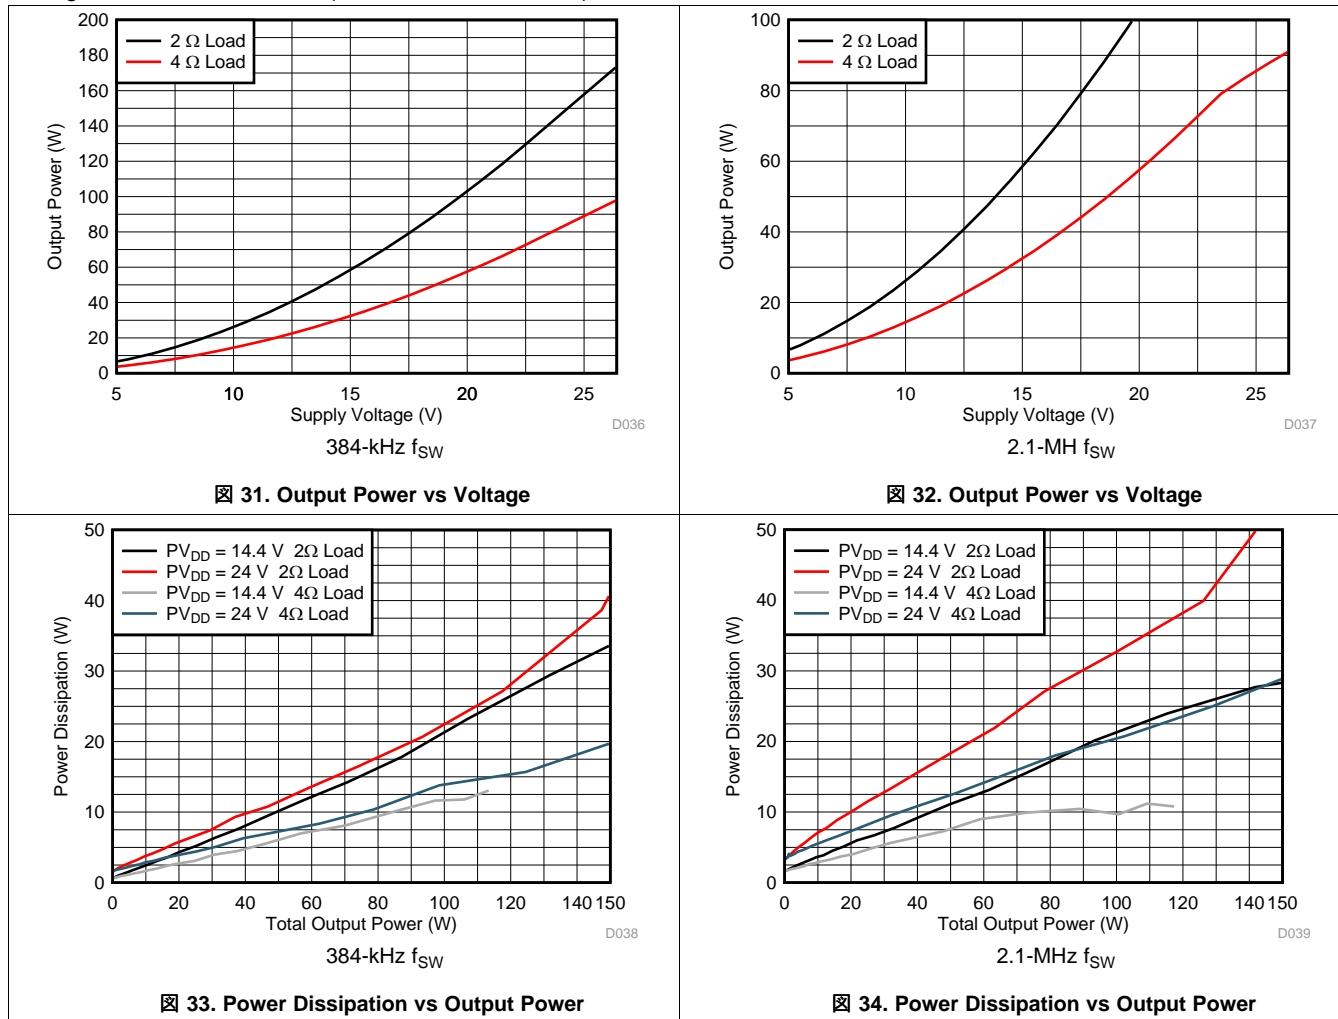 200
180
160
140
120
100
80
60
40
20
0
Output Power (W)
2 Ω Load
4 Ω Load
5 10 15 20 25
Supply Voltage (V)
D036
384-kHz fSW
図 31. Output Power vs Voltage
100
80
60
40
20
0
Output Power (W)
2 Ω Load
4 Ω Load
5 10 15 20 25
Supply Voltage (V)
D037
2.1-MH fSW
図 32. Output Power vs Voltage
50
40
30
20
10
0
Power Dissipation (W)
PVDD = 14.4 V 2Ω Load
PVDD = 24 V 2Ω Load
PVDD = 14.4 V 4Ω Load
PVDD = 24 V 4Ω Load
0 20 40 60 80 100 120 140 150
Total Output Power (W)
D038
384-kHz fSW
図 33. Power Dissipation vs Output Power
50
40
30
20
10
0
Power Dissipation (W)
PVDD = 14.4 V 2Ω Load
PVDD = 24 V 2Ω Load
PVDD = 14.4 V 4Ω Load
PVDD = 24 V 4Ω Load
0 20 40 60 80 100 120 140 150
Total Output Power (W)
D039
2.1-MHz fSW
図 34. Power Dissipation vs Output Power